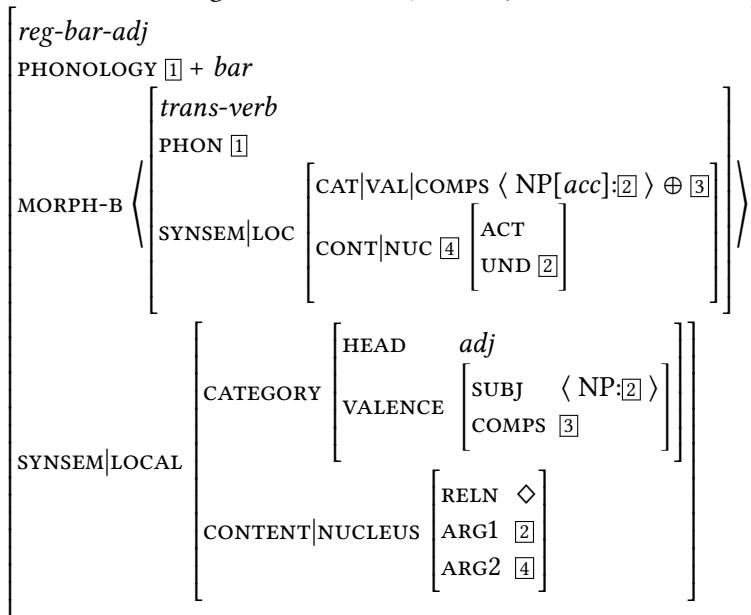 reg-bar-adj
PHONOLOGY 1 + bar
trans-verb
PHON 1
MORPH-B ⟨ SYNSEM|LOC CAT|VAL|COMPS ⟨ NP[acc]:2 ⟩ ⊕ 3 ⟩
CONT|NUC 4 ACT
UND 2
SYNSEM|LOCAL CATEGORY HEAD adj
VALENCE SUBJ ⟨ NP:2 ⟩
COMPS 3
CONTENT|NUCLEUS RELN ◇
ARG1 2
ARG2 4